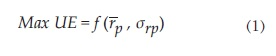 Max UE = f (r̅p , σrp)     (1)